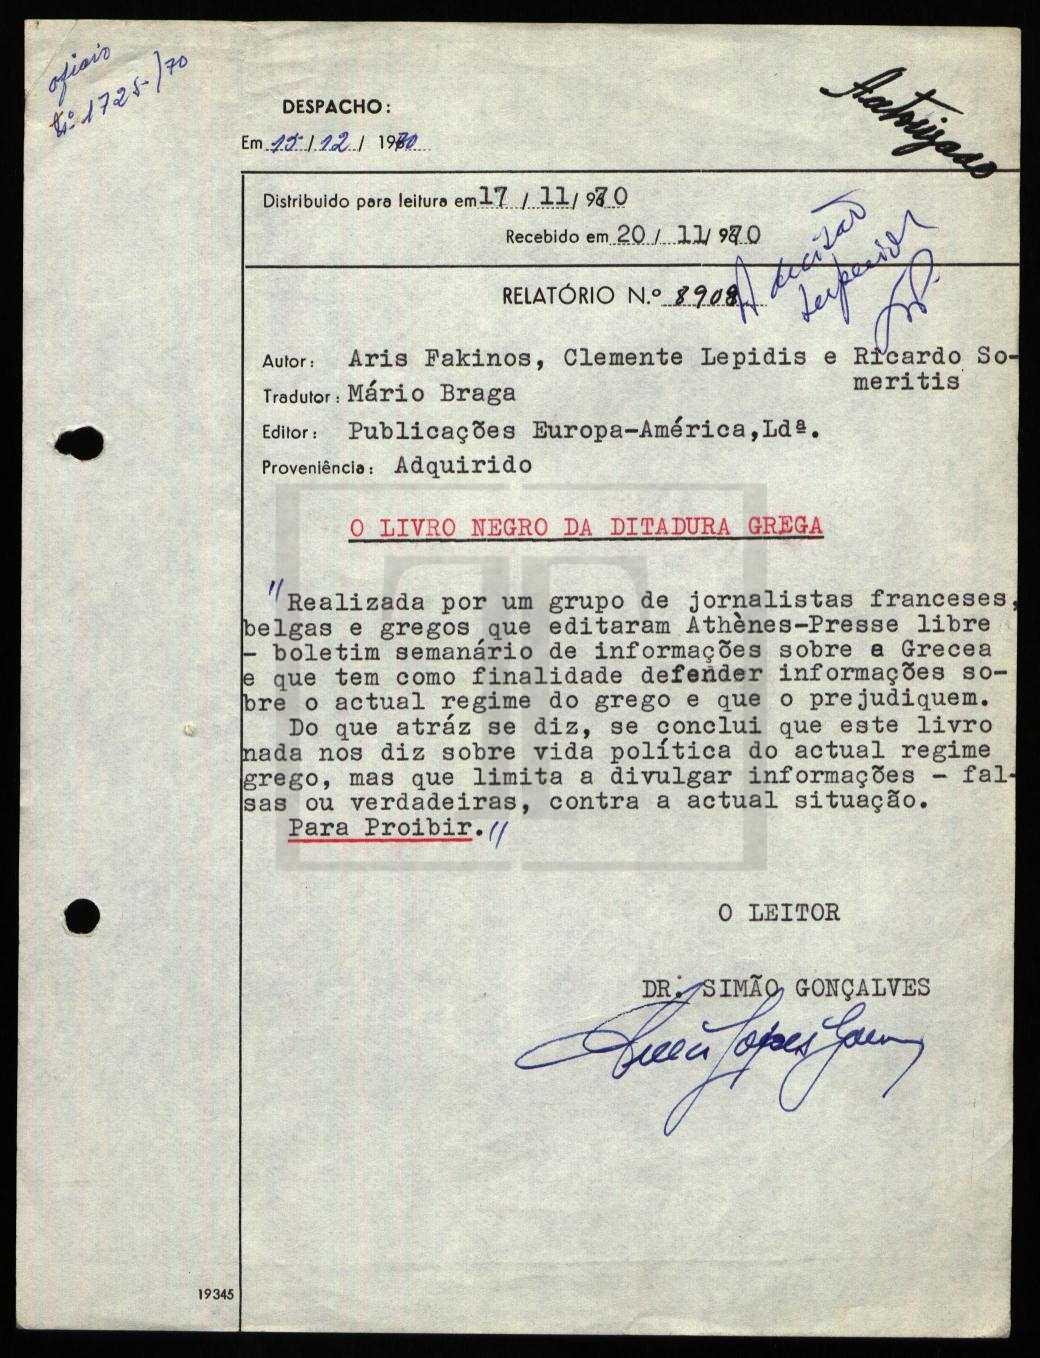 ofício
Nº 1725/70
DESPACHO:
Em 15/12/1970
Autorizado
Distribuido para leitura em 17/11/970
Recebido em 20/11/970
À decisão
superior
RELATÓRIO N.º 8908
Autor: Aris Fakinos, Clemente Lepidis e Ricardo So-
meritis
Tradutor: Mário Braga
Editor: Publicações Europa-América,Ldª.
Proveniência: Adquirido
O LIVRO NEGRO DA DITADURA GREGA
"Realizada por um grupo de jornalistas franceses,
belgas e gregos que editaram Athènes-Presse libre
- boletim semanário de informações sobre a Grecea
e que tem como finalidade defender informações so-
bre o actual regime do grego e que o prejudiquem.
Do que atráz se diz, se conclui que este livro
nada nos diz sobre vida política do actual regime
grego, mas que limita a divulgar informações - fal-
sas ou verdadeiras, contra a actual situação.
Para Proibir."
O LEITOR
DR. SIMÃO GONÇALVES
19345